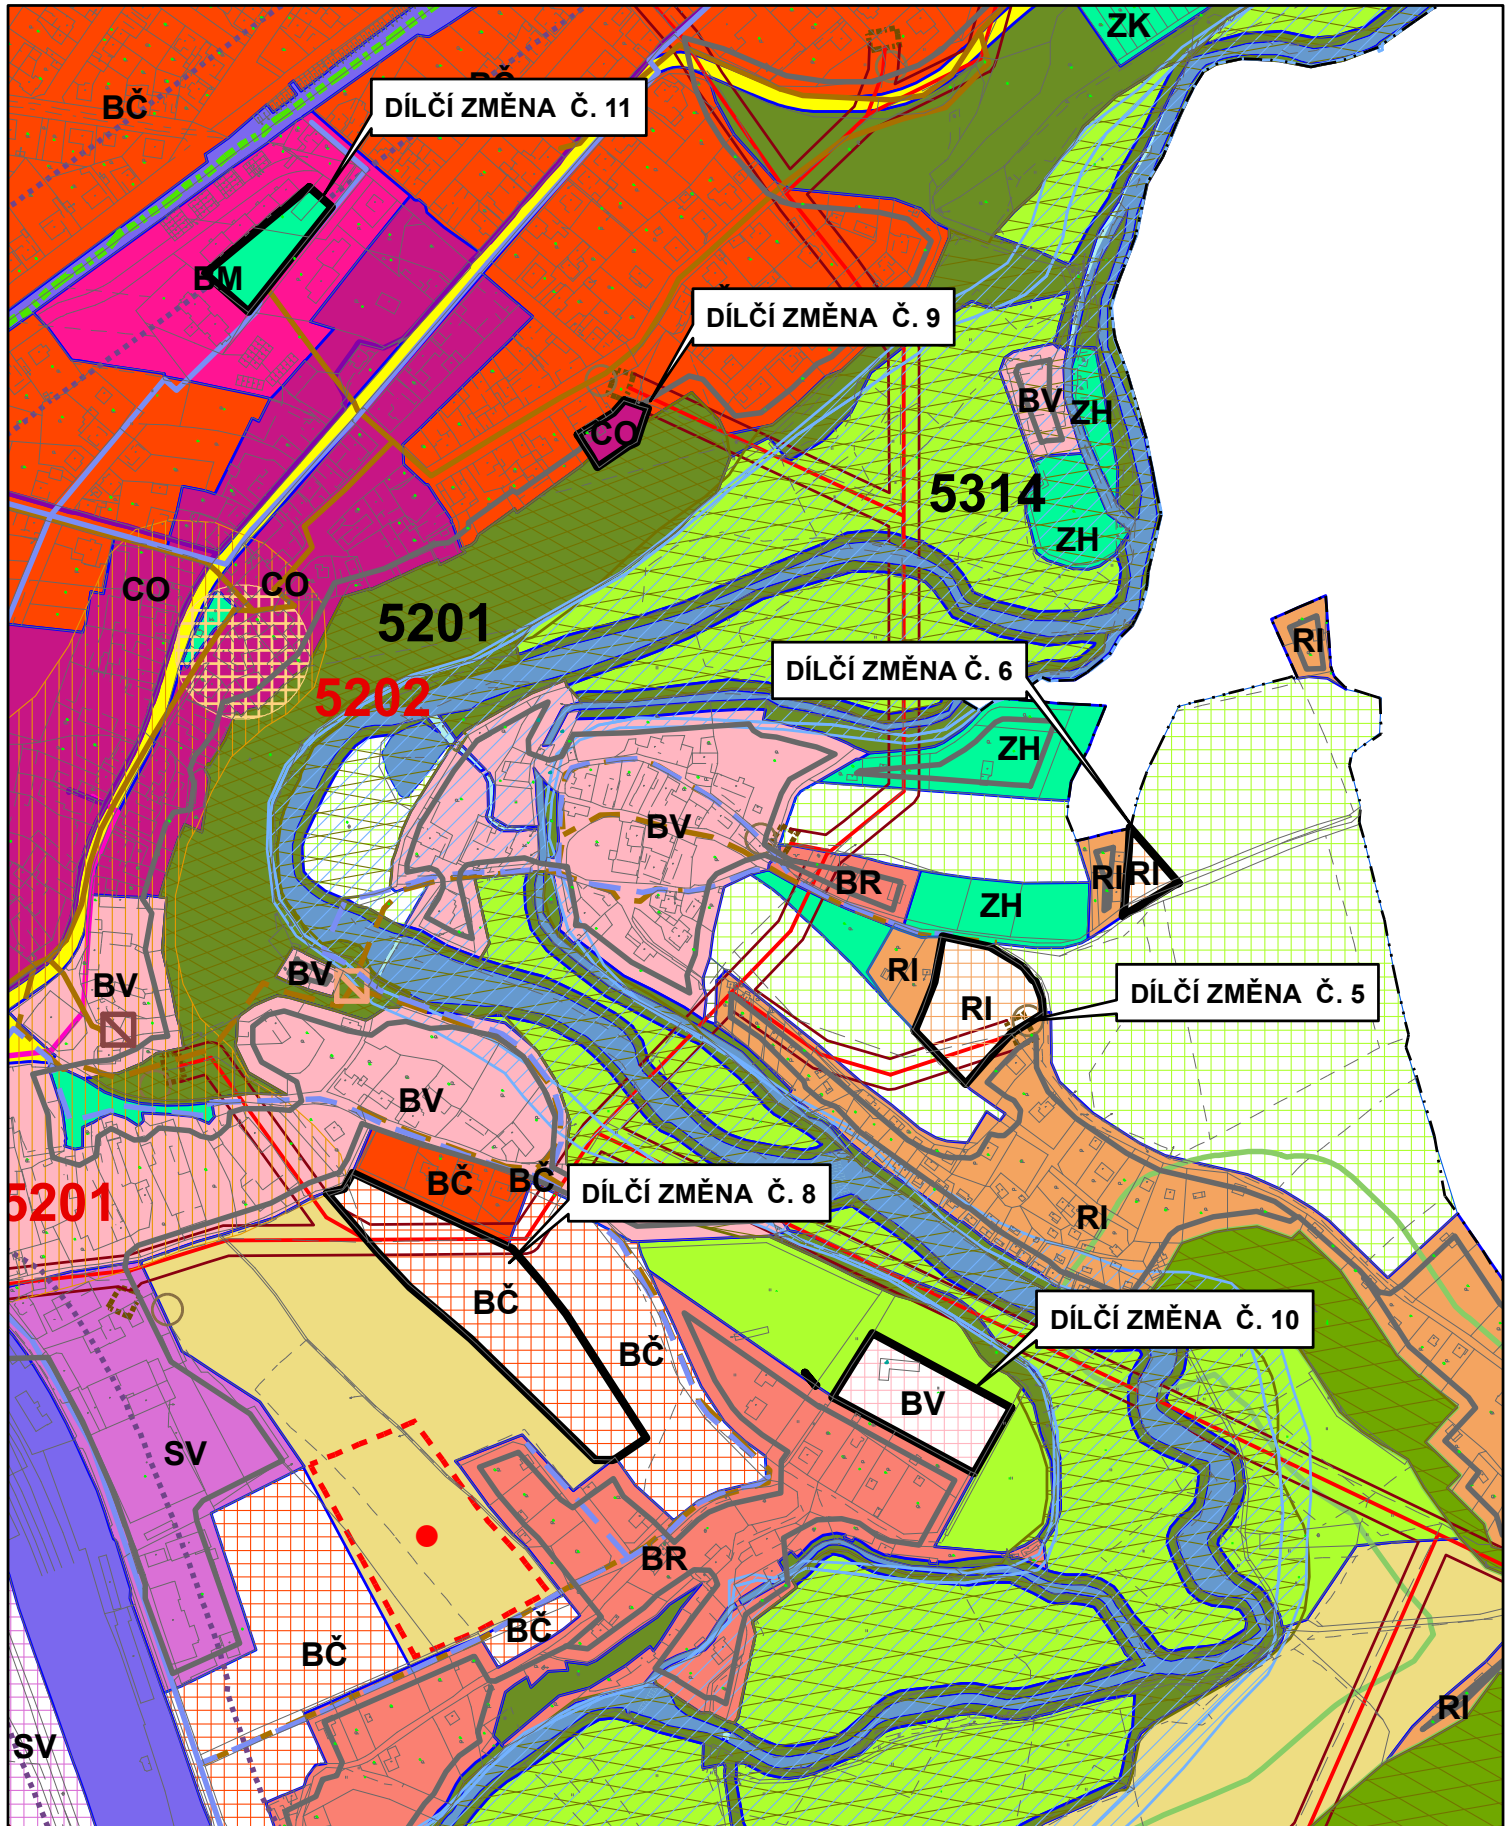 ZK
BČ
BČ
DÍLČÍ ZMĚNA Č. 11
BM
DÍLČÍ ZMĚNA Č. 9
BV
ZH
CO
5314
ZH
CO
CO
5201
RI
DÍLČÍ ZMĚNA Č. 6
5202
ZH
BV
BR
RI
RI
ZH
BV
BV
RI
RI
DÍLČÍ ZMĚNA Č. 5
BV
BČ
BČ
DÍLČÍ ZMĚNA Č. 8
5201
RI
BČ
DÍLČÍ ZMĚNA Č. 10
BČ
BV
SV
BR
BČ
BČ
RI
SV